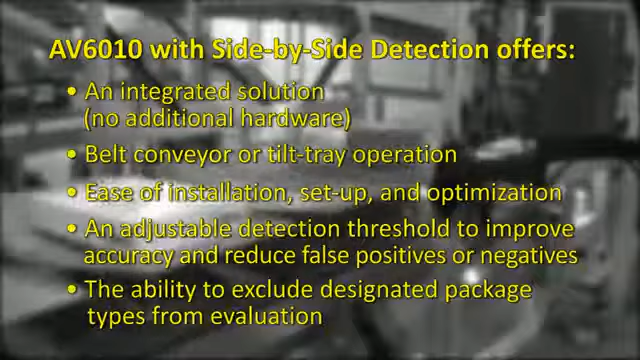 AV6010 with Side-by-Side Detection offers:
• An integrated solution
(no additional hardware)
• Belt conveyor or tilt-tray operation
• Ease of installation, set-up, and optimization
• An adjustable detection threshold to improve
accuracy and reduce false positives or negatives
• The ability to exclude designated package
types from evaluation